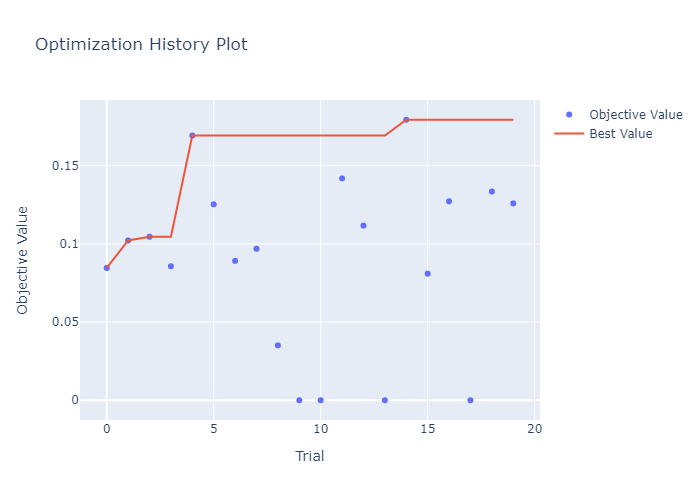 Optimization History Plot
Objective Value
Best Value
0.15
0.1
0.05
0
Objective Value
0 5 10 15 20
Trial